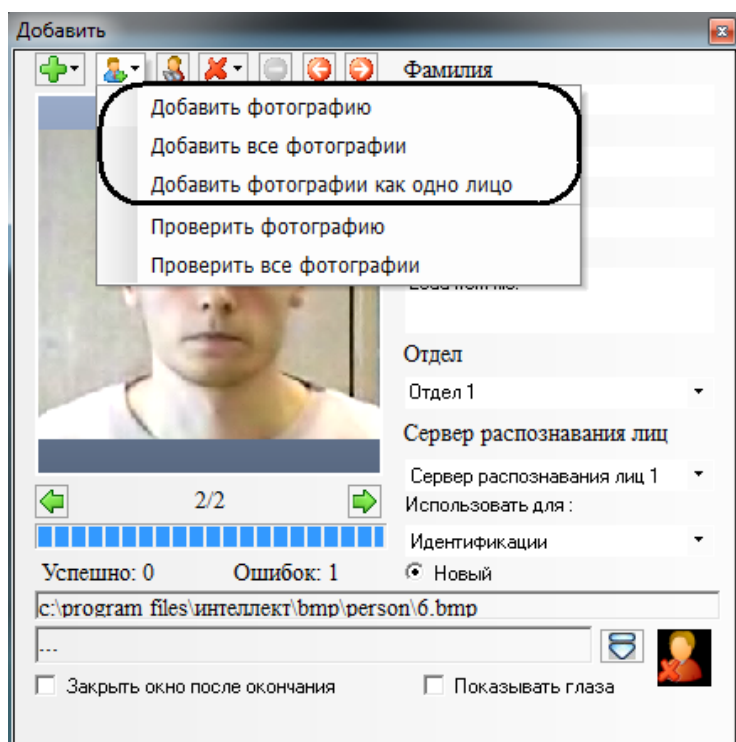 Добавить
Фамилия
Добавить фотографию
Добавить все фотографии
Добавить фотографии как одно лицо
Проверить фотографию
Проверить все фотографии
Отдел
Отдел 1
Сервер распознавания лиц
Сервер распознавания лиц 1
2/2
Использовать для :
Идентификации
Успешно: 0
Ошибок: 1
Новый
c:\program files\интеллект\bmp\person\6.bmp
...
Закрыть окно после окончания
Показывать глаза